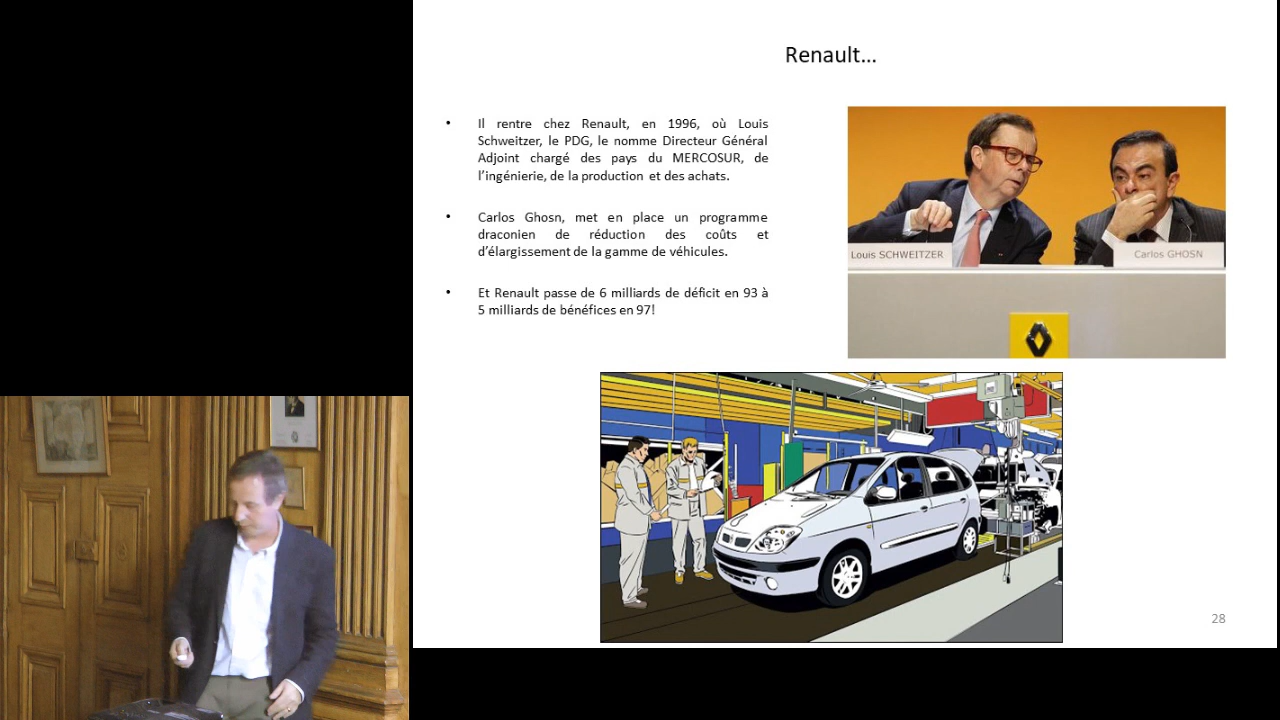 Renault...
• Il rentre chez Renault, en 1996, où Louis
Schweitzer, le PDG, le nomme Directeur Général
Adjoint chargé des pays du MERCOSUR, de
l’ingénierie, de la production et des achats.
• Carlos Ghosn, met en place un programme
draconien de réduction des coûts et
d’élargissement de la gamme de véhicules.
• Et Renault passe de 6 milliards de déficit en 93 à
5 milliards de bénéfices en 97!
Louis SCHWEITZER
Carlos GHOSN
28